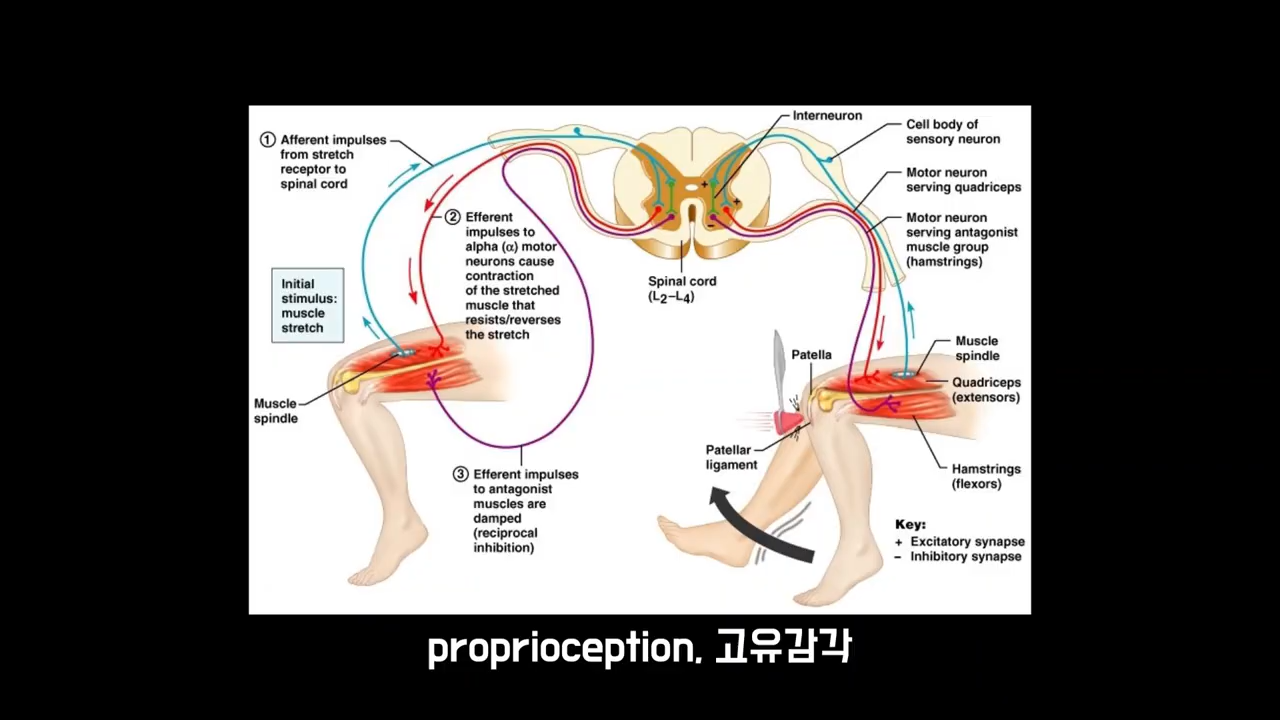 ① Afferent impulses
from stretch
receptor to
spinal cord
② Efferent
impulses to
alpha (α) motor
neurons cause
contraction
of the stretched
muscle that
resists/reverses
the stretch
Initial
stimulus:
muscle
stretch
Muscle
spindle
③ Efferent impulses
to antagonist
muscles are
damped
(reciprocal
inhibition)
Interneuron
+
+
–
Spinal cord
(L2–L4)
Cell body of
sensory neuron
Motor neuron
serving quadriceps
Motor neuron
serving antagonist
muscle group
(hamstrings)
Patella
Muscle
spindle
Quadriceps
(extensors)
Patellar
ligament
Hamstrings
(flexors)
Key:
+ Excitatory synapse
– Inhibitory synapse
proprioception, 고유감각